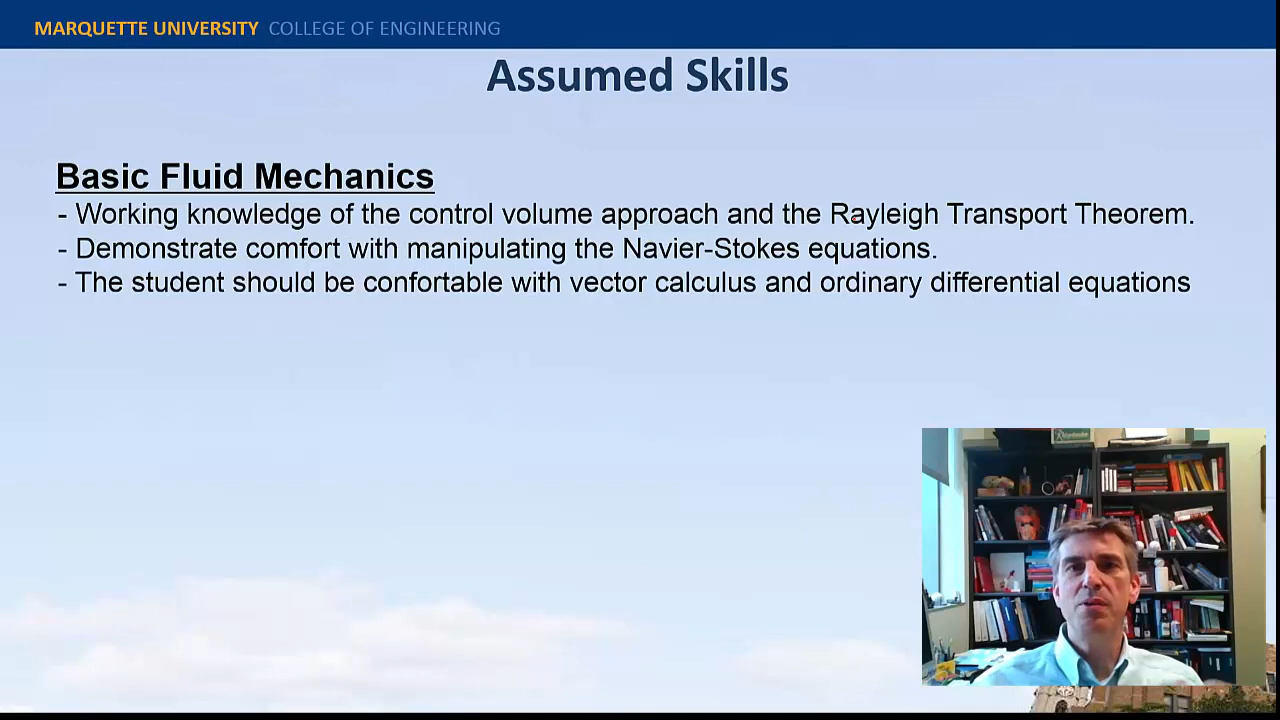 MARQUETTE UNIVERSITY COLLEGE OF ENGINEERING
Assumed Skills
Basic Fluid Mechanics
- Working knowledge of the control volume approach and the Rayleigh Transport Theorem.
- Demonstrate comfort with manipulating the Navier-Stokes equations.
- The student should be confortable with vector calculus and ordinary differential equations